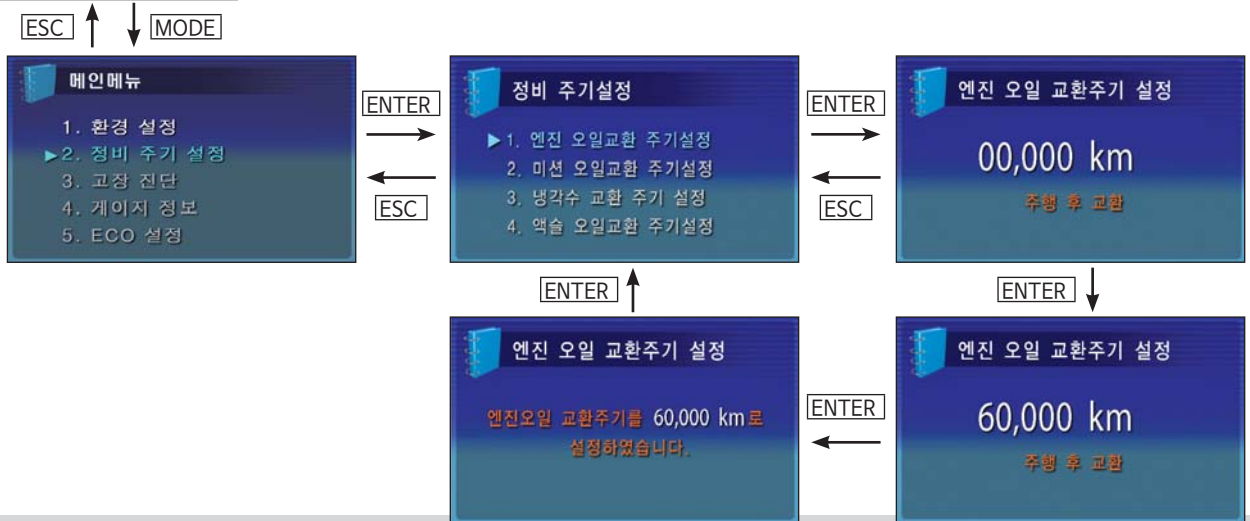 ESC
MODE
메인메뉴
1. 환경 설정
▶2. 정비 주기 설정
3. 고장 진단
4. 게이지 정보
5. ECO 설정
ENTER
ESC
정비 주기설정
▶1. 엔진 오일교환 주기설정
2. 미션 오일교환 주기설정
3. 냉각수 교환 주기 설정
4. 액슬 오일교환 주기설정
ENTER
ESC
엔진 오일 교환주기 설정
00,000 km
주행 후 교환
ENTER
ENTER
엔진 오일 교환주기 설정
엔진오일 교환주기를 60,000 km로
설정하였습니다.
ENTER
엔진 오일 교환주기 설정
60,000 km
주행 후 교환